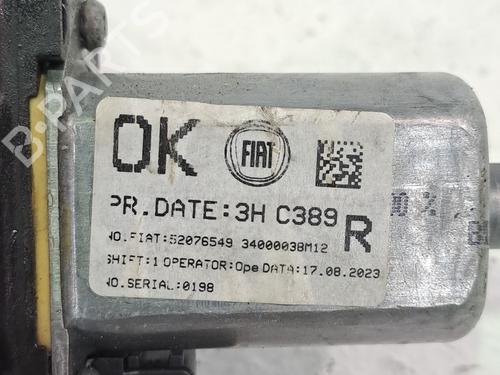 OK FIAT
PR.DATE:3H C389 R
NO.FIAT:52076549 34000038M12
SHIFT:1 OPERATOR:Ope DATA:17.08.2023
NO.SERIAL:0198
B-PARTS